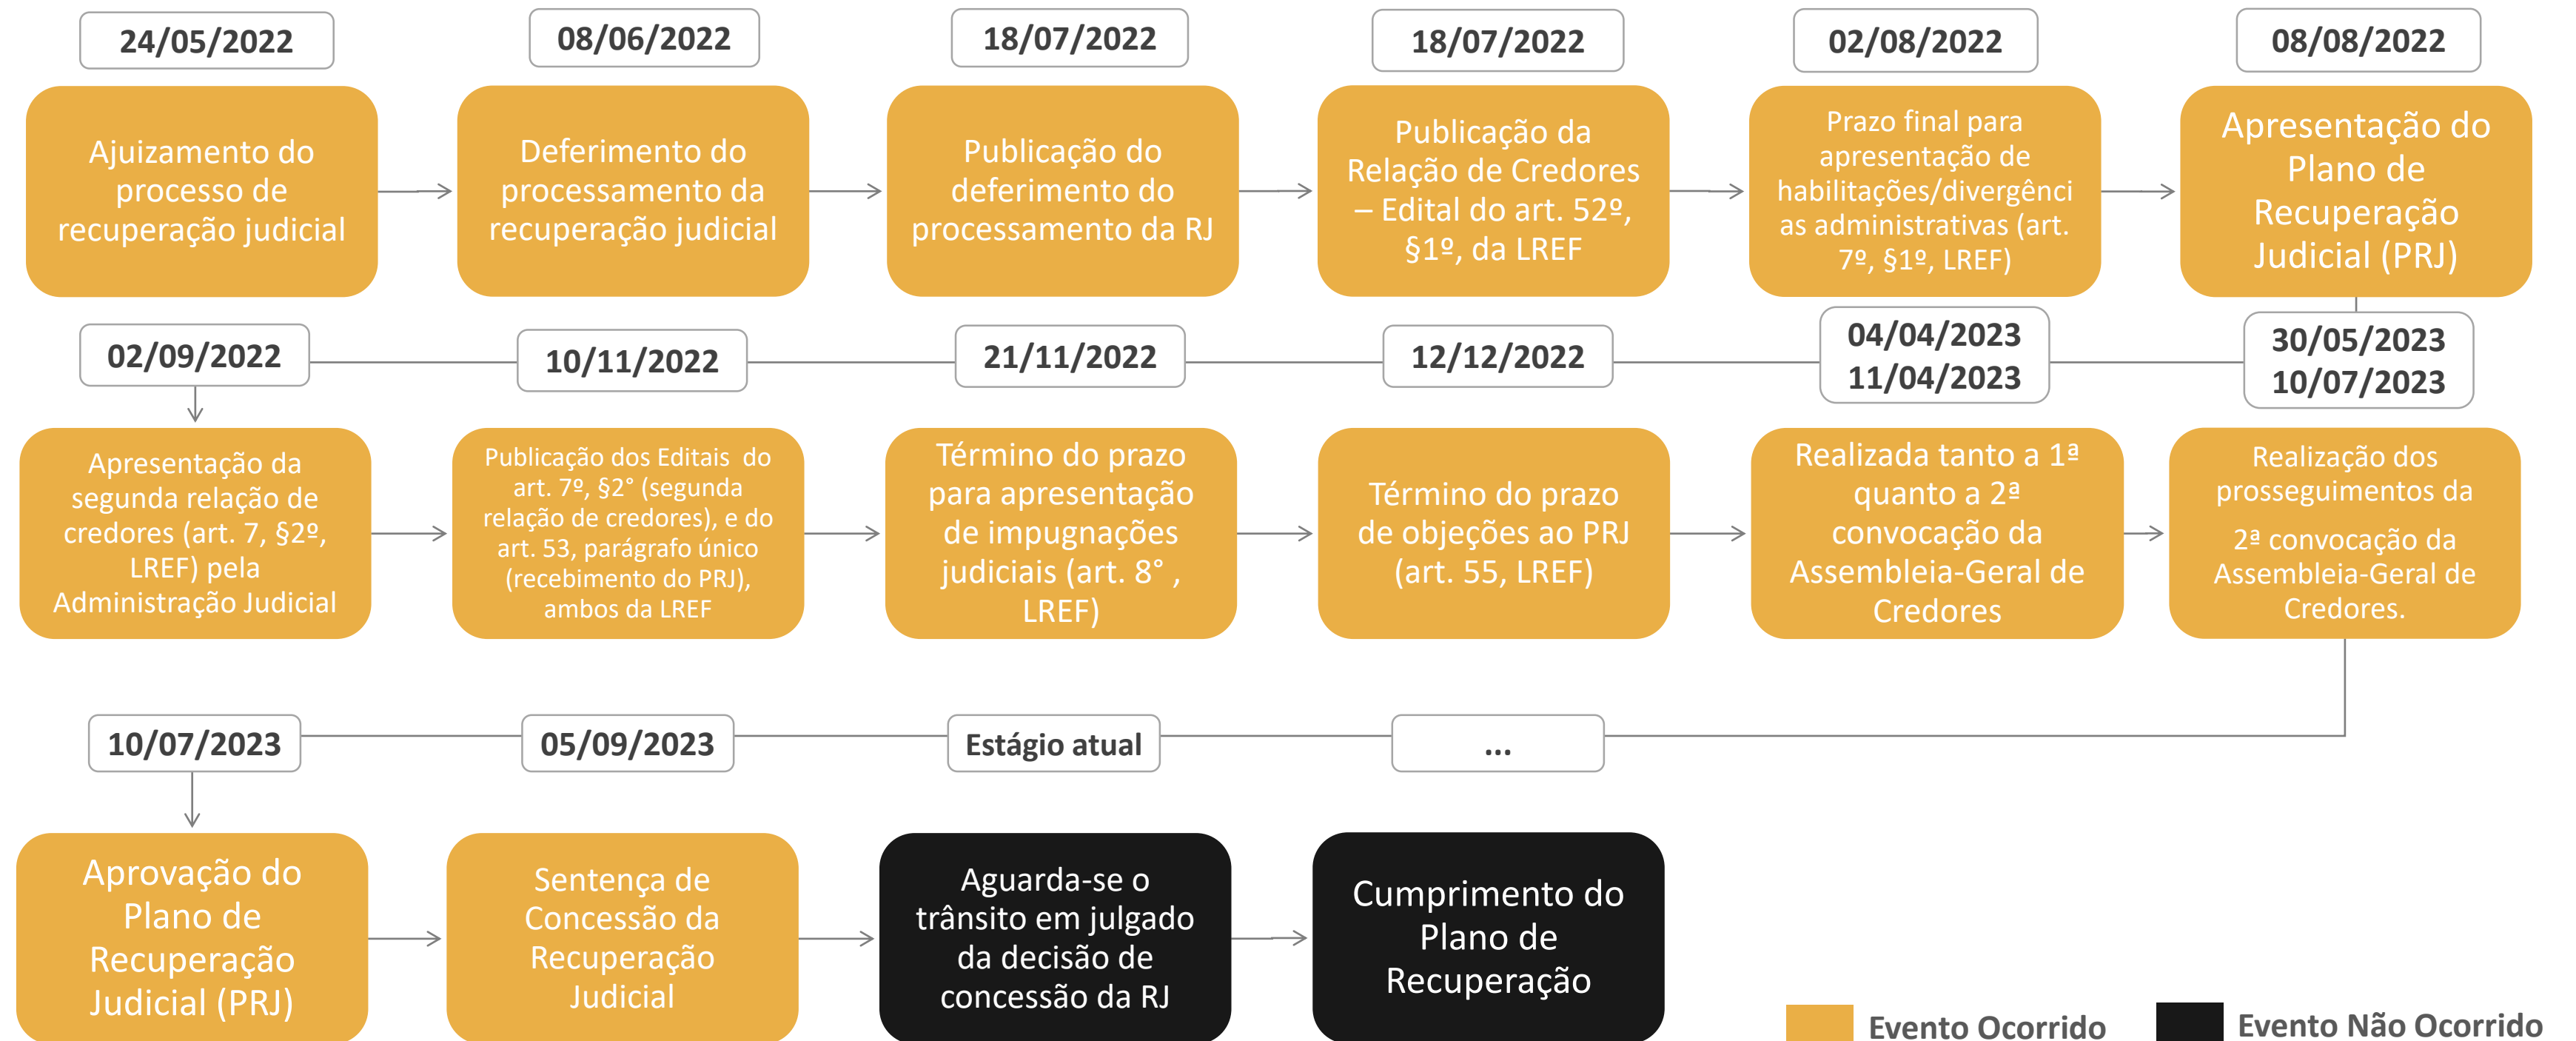 24/05/2022
Ajuizamento do
processo de
recuperação judicial
08/06/2022
Deferimento do
processamento da
recuperação judicial
18/07/2022
Publicação do
deferimento do
processamento da RJ
18/07/2022
Publicação da
Relação de Credores
– Edital do art. 52º,
§1º, da LREF
02/08/2022
Prazo final para
apresentação de
habilitações/divergênci
as administrativas (art.
7º, §1º, LREF)
08/08/2022
Apresentação do
Plano de
Recuperação
Judicial (PRJ)
02/09/2022
Apresentação da
segunda relação de
credores (art. 7, §2º,
LREF) pela
Administração Judicial
10/11/2022
Publicação dos Editais do
art. 7º, §2° (segunda
relação de credores), e do
art. 53, parágrafo único
(recebimento do PRJ),
ambos da LREF
21/11/2022
Término do prazo
para apresentação
de impugnações
judiciais (art. 8° ,
LREF)
12/12/2022
Término do prazo
de objeções ao PRJ
(art. 55, LREF)
04/04/2023
11/04/2023
Realizada tanto a 1ª
quanto a 2ª
convocação da
Assembleia-Geral de
Credores
30/05/2023
10/07/2023
Realização dos
prosseguimentos da
2ª convocação da
Assembleia-Geral de
Credores.
10/07/2023
Aprovação do
Plano de
Recuperação
Judicial (PRJ)
05/09/2023
Sentença de
Concessão da
Recuperação
Judicial
Estágio atual
Aguarda-se o
trânsito em julgado
da decisão de
concessão da RJ
...
Cumprimento do
Plano de
Recuperação
Evento Ocorrido
Evento Não Ocorrido